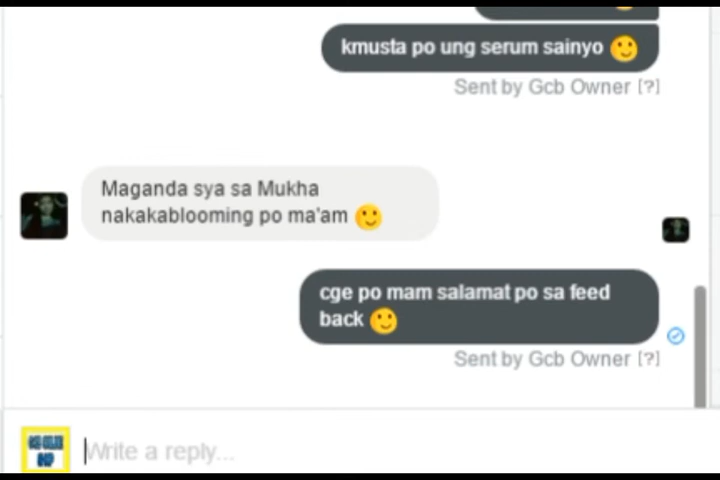 kmusta po ung serum sainyo 🙂
Sent by Gcb Owner [?]
Maganda sya sa Mukha
nakakablooming po ma'am 🙂
cge po mam salamat po sa feed
back 🙂
Sent by Gcb Owner [?]
Write a reply...